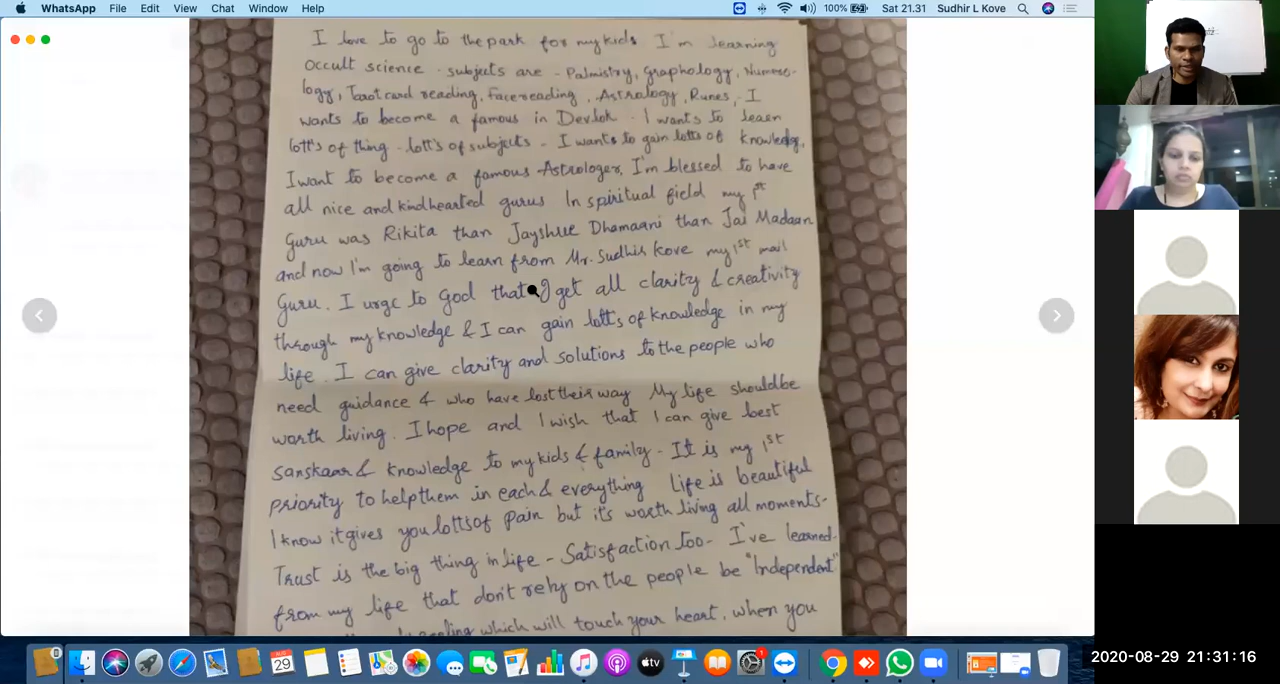 WhatsApp File Edit View Chat Window Help 100% Sat 21.31 Sudhir L Kove
I love to go to the park for my kids I'm learning
occult science - subjects are - Palmistry, Graphology, Numero-
logy, Tarot card reading, Face reading, Astrology, Runes, I
wants to become a famous in Devlok - I wants to learn
lott's of thing - lott's of subjects - I wants to gain lotts of knowledge,
I want to become a famous Astrologer, I'm blessed to have
all nice and kindhearted gurus In spiritual field my 1st
Guru was Rikita than Jayshree Dhamaani than Jai Madaan
and now I'm going to learn from Mr. Sudhir Kove my 1st mail
Guru. I urge to God that I get all clarity & creativity
through my knowledge & I can gain lott's of knowledge in my
life. I can give clarity and solutions to the people who
need guidance & who have lost their way My life should be
worth living. I hope and I wish that I can give best
Sanskaar & knowledge to my kids & family - It is my 1st
priority to help them in each & everything Life is beautiful
I know it gives you lotts of Pain but it's worth living all moments-
Trust is the big thing in life - Satisfaction too - I've learned
from my life that don't rely on the people be "Independent"
which will touch your heart, when you
AUG
29
tv
1
2020-08-29 21:31:16